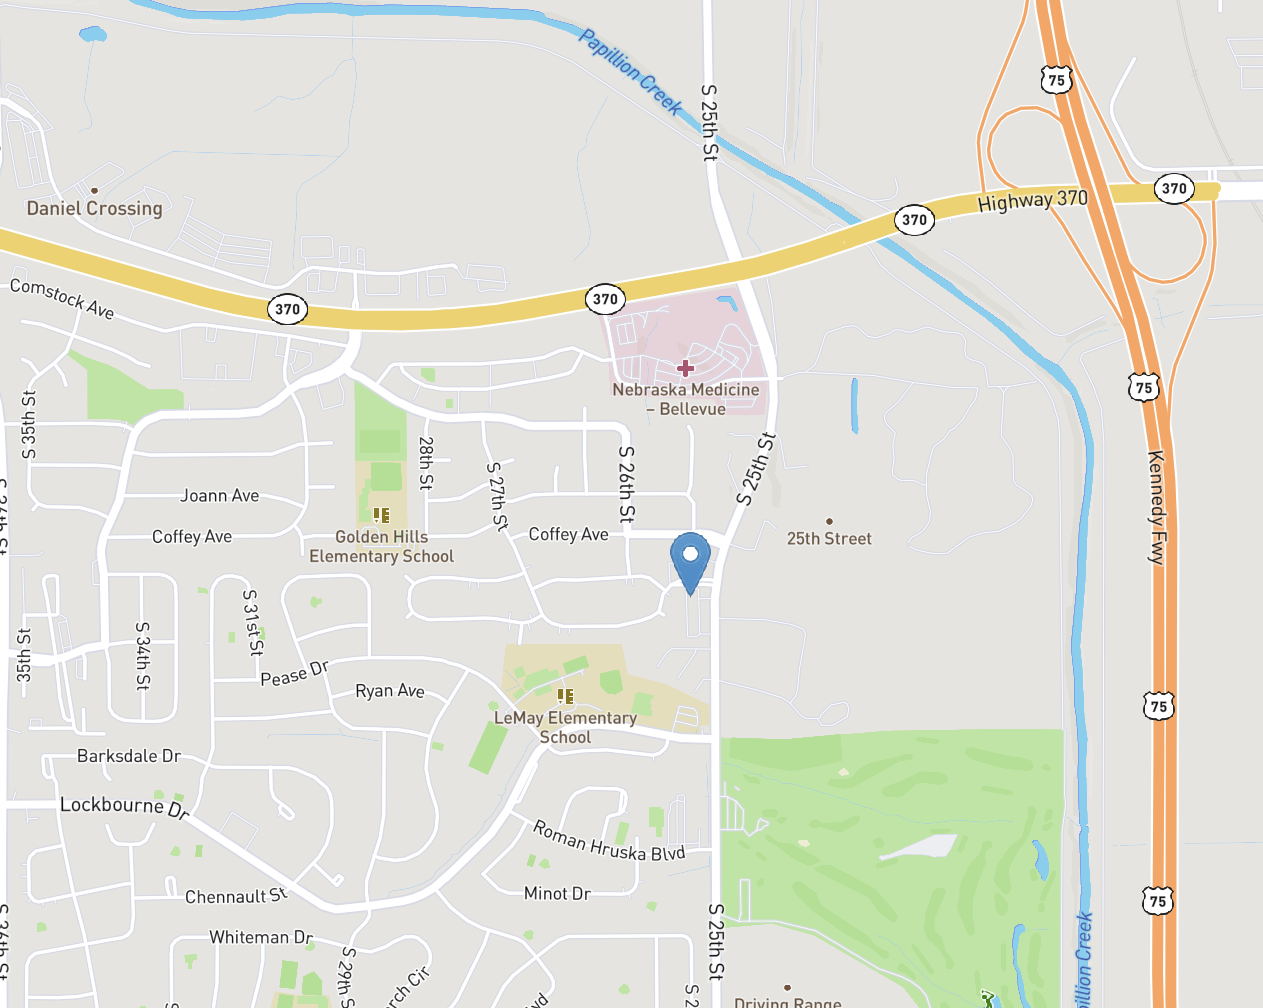 Papillion Creek
75
S 25th St
370
Highway 370
Daniel Crossing
370
370
370
Comstock Ave
Nebraska Medicine
– Bellevue
75
S 35th St
S 25th St
28th St
S 27th St
S 26th St
Kennedy Fwy
Joann Ave
Coffey Ave
Golden Hills
Elementary School
Coffey Ave
25th Street
S 31st St
S 34th St
35th St
Pease Dr
Ryan Ave
LeMay Elementary
School
75
Barksdale Dr
Lockbourne Dr
Roman Hruska Blvd
Chennault St
Minot Dr
75
Whiteman Dr
S 29th S
S 25th St
Driving Range